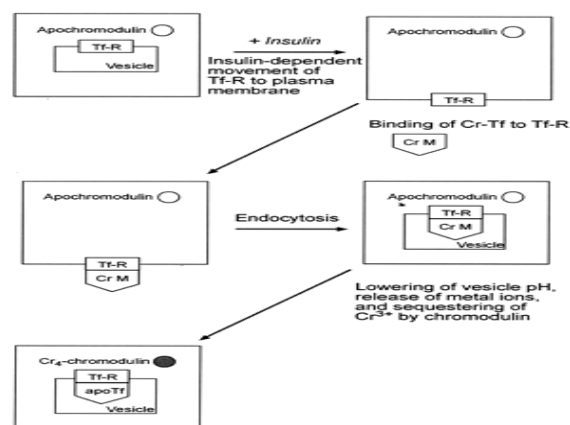 Apochromodulin
Tf-R
Vesicle
+ Insulin
Insulin-dependent
movement of
Tf-R to plasma
membrane
Apochromodulin
Tf-R
Binding of Cr-Tf to Tf-R
Cr M
Apochromodulin
Tf-R
Cr M
Endocytosis
Apochromodulin
Tf-R
Cr M
Vesicle
Lowering of vesicle pH,
release of metal ions,
and sequestering of
Cr³⁺ by chromodulin
Cr₄-chromodulin
Tf-R
apoTf
Vesicle